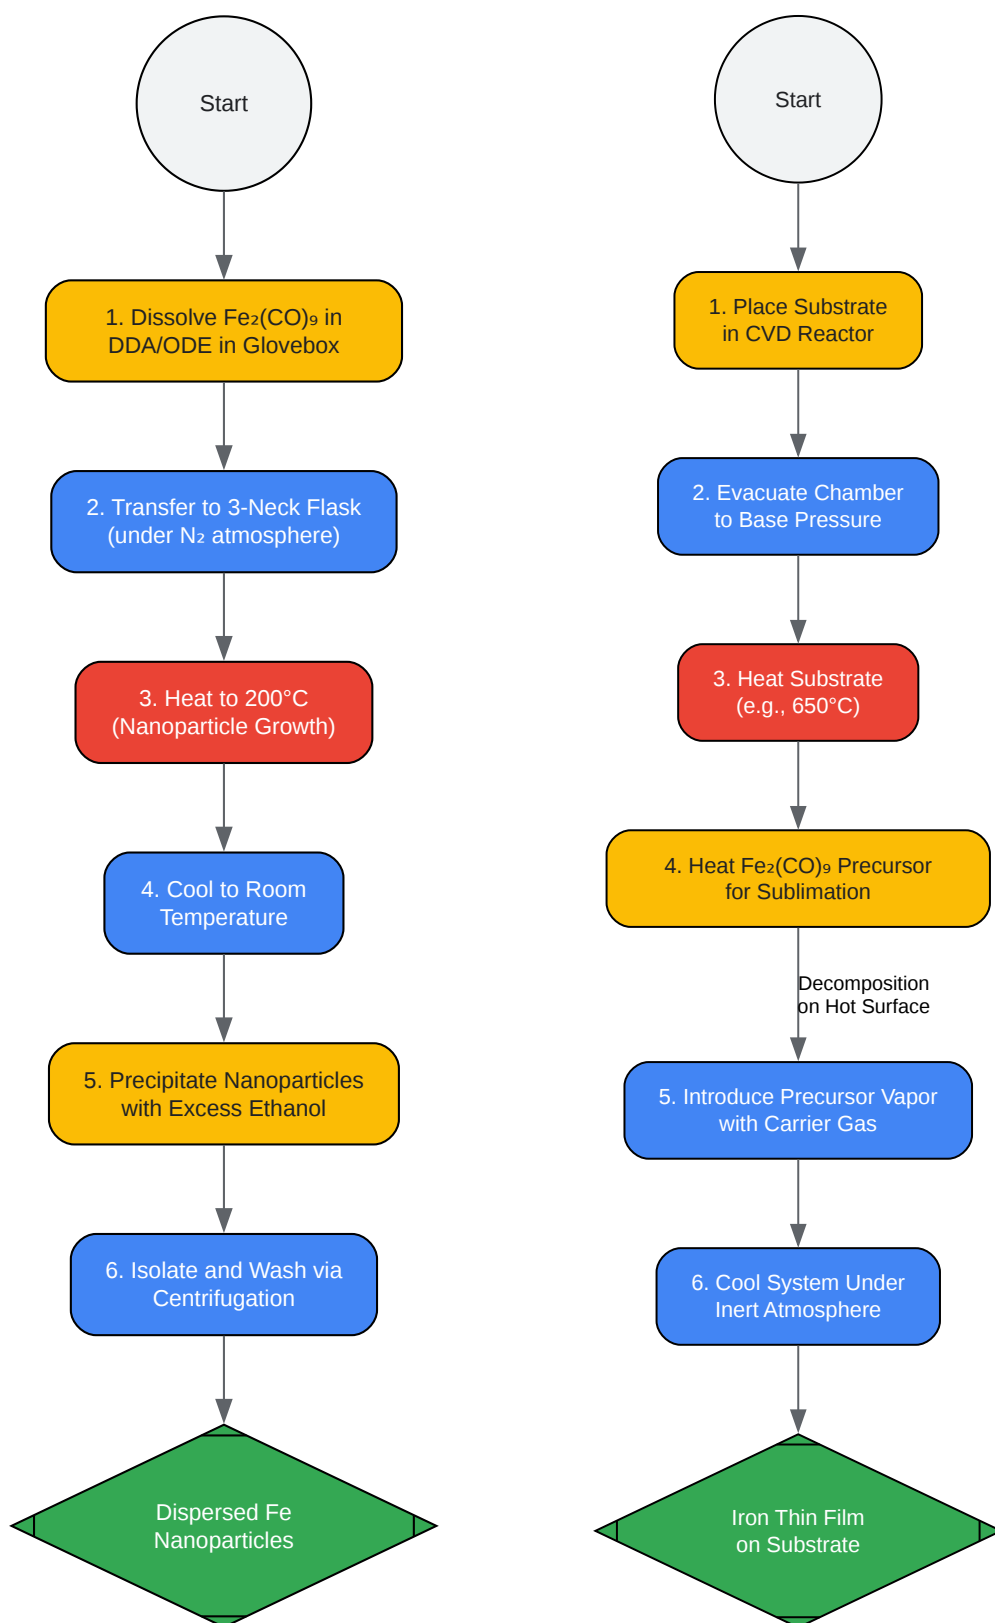 Start
1. Dissolve Fe₂(CO)₉ in
DDA/ODE in Glovebox
2. Transfer to 3-Neck Flask
(under N₂ atmosphere)
3. Heat to 200°C
(Nanoparticle Growth)
4. Cool to Room
Temperature
5. Precipitate Nanoparticles
with Excess Ethanol
6. Isolate and Wash via
Centrifugation
Dispersed Fe
Nanoparticles
Start
1. Place Substrate
in CVD Reactor
2. Evacuate Chamber
to Base Pressure
3. Heat Substrate
(e.g., 650°C)
4. Heat Fe₂(CO)₉ Precursor
for Sublimation
Decomposition
on Hot Surface
5. Introduce Precursor Vapor
with Carrier Gas
6. Cool System Under
Inert Atmosphere
Iron Thin Film
on Substrate